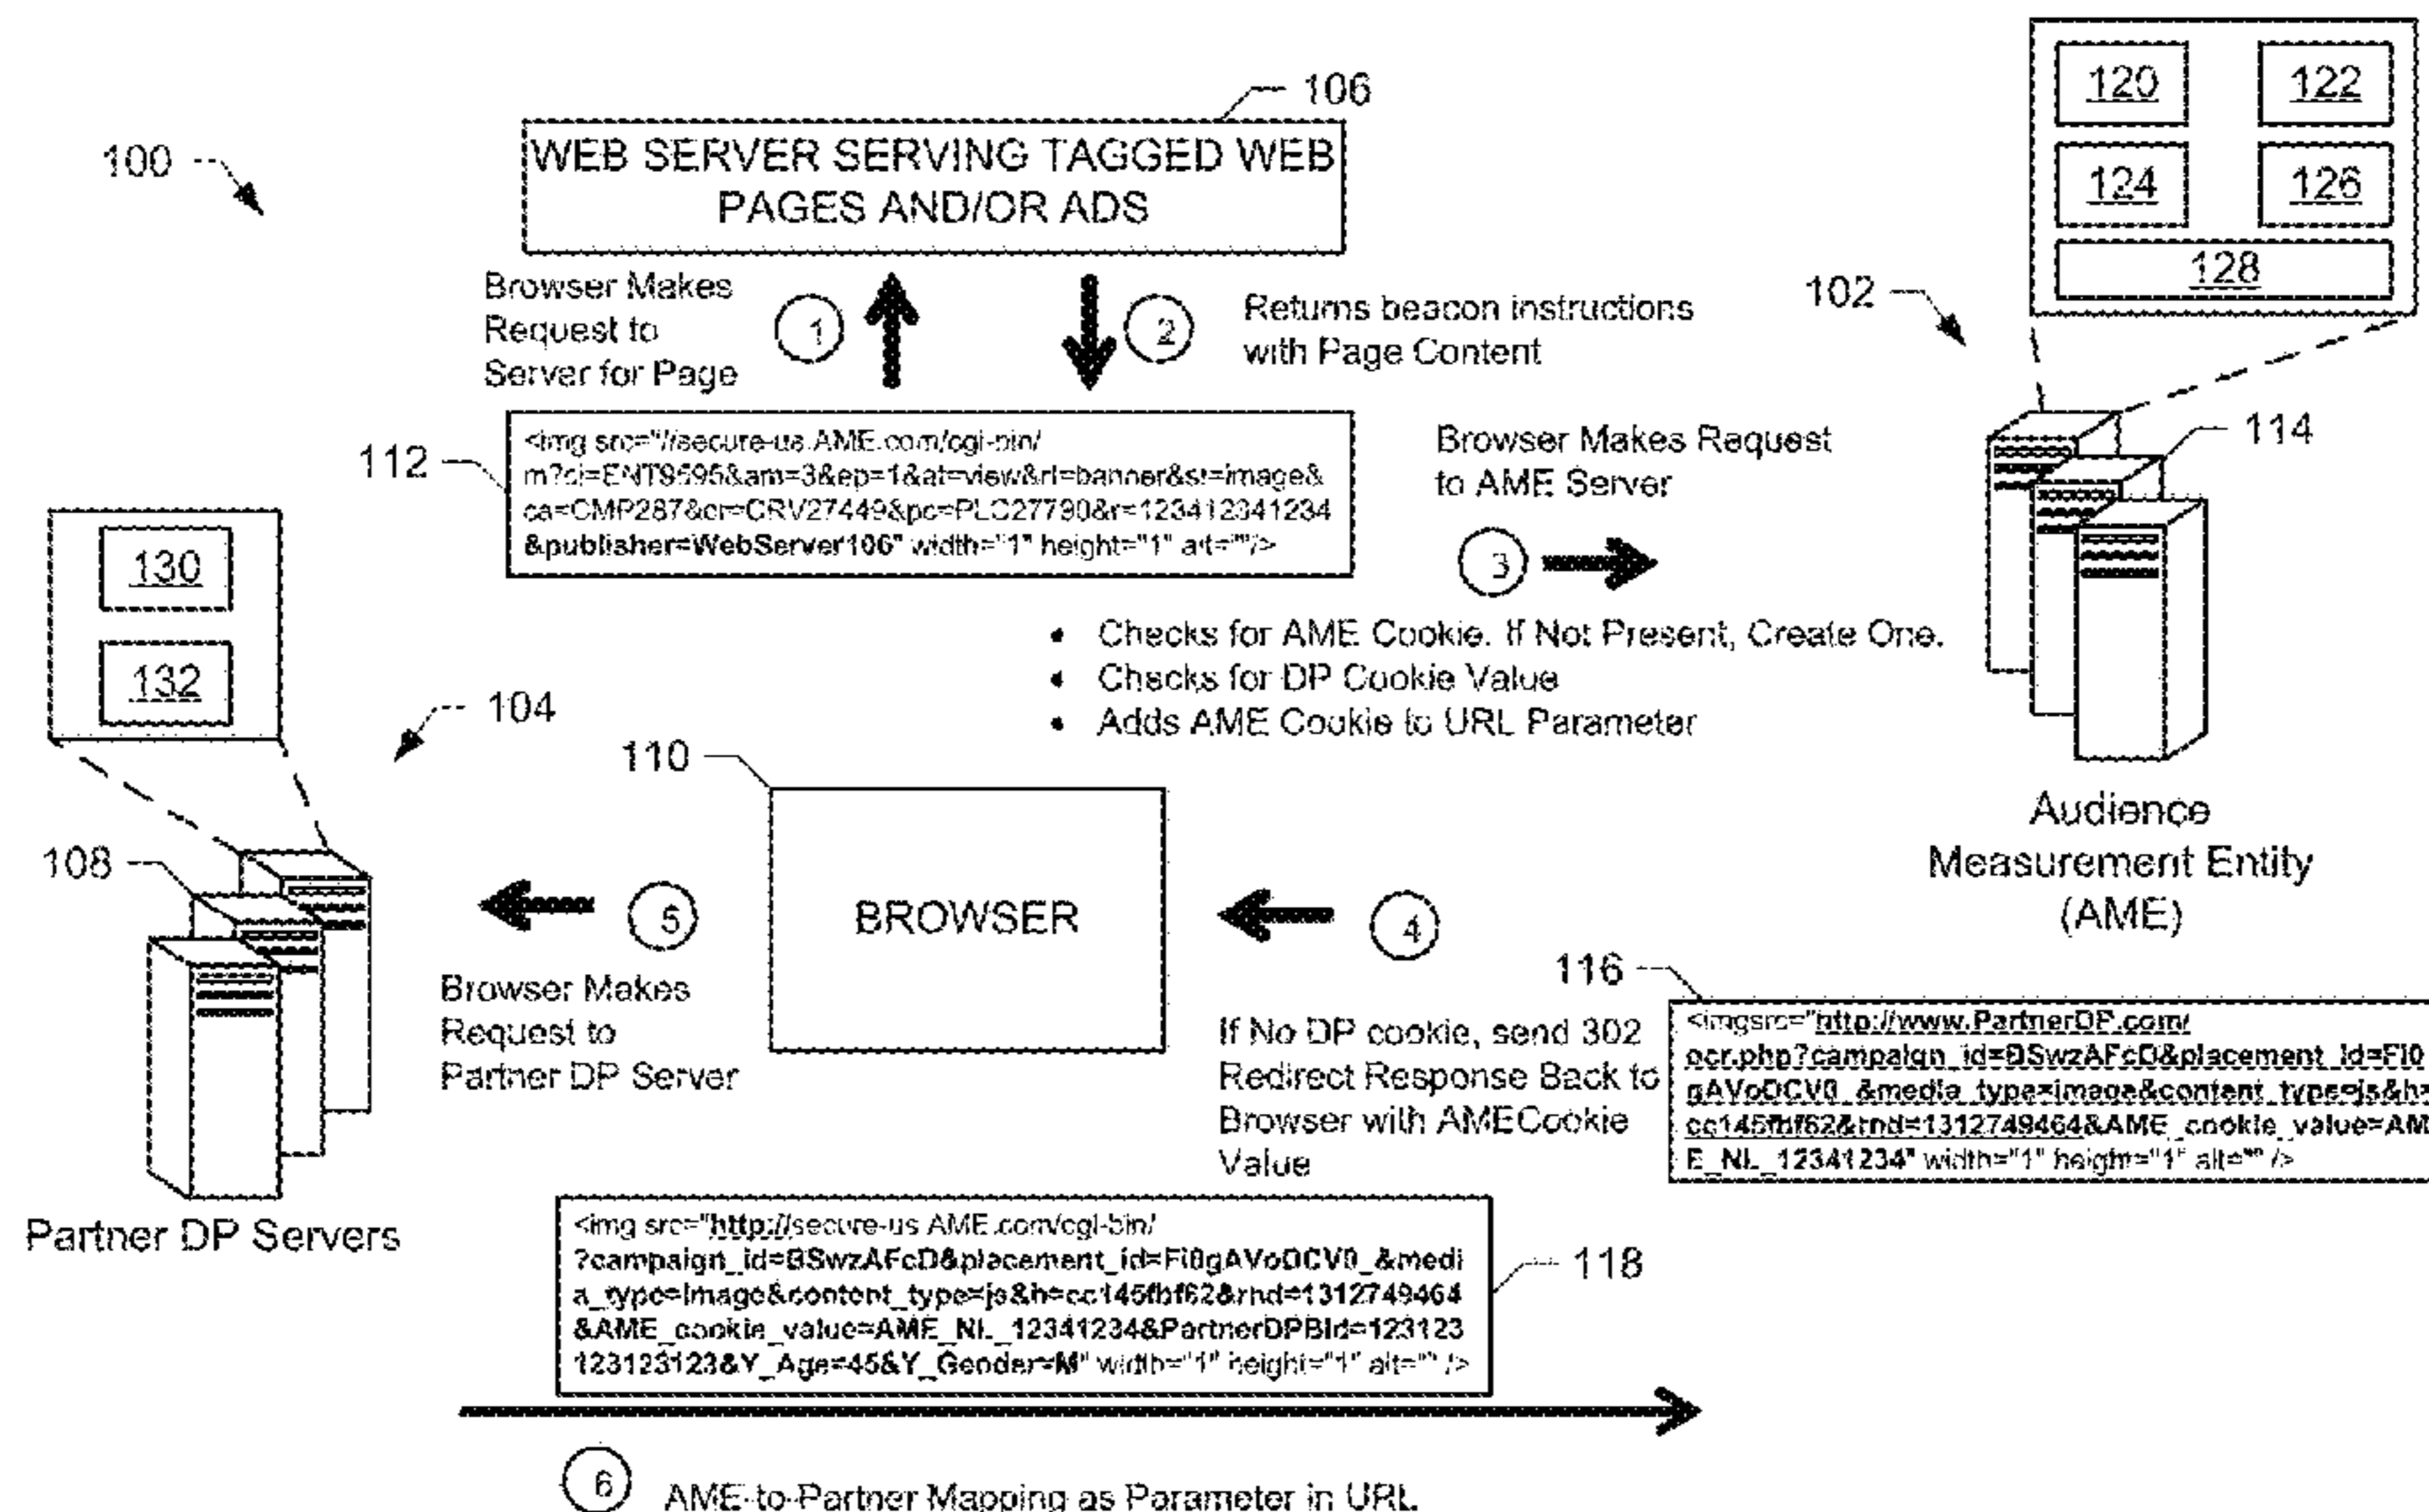 100
106
WEB SERVER SERVING TAGGED WEB
PAGES AND/OR ADS
120
122
124
126
128
Browser Makes
Request to
Server for Page
1
2
Returns beacon instructions
with Page Content
102
112
<img src="//secure-us.AME.com/cgi-bin/
m?ci=ENT9595&am=3&ep=1&at=view&rt=banner&st=image&
ca=CMP287&cr=CRV27449&pc=PLC27790&r=123412341234
&publisher=WebServer106" width="1" height="1" alt=""/>
Browser Makes Request
to AME Server
3
114
130
132
• Checks for AME Cookie. If Not Present, Create One.
• Checks for DP Cookie Value
• Adds AME Cookie to URL Parameter
104
110
108
BROWSER
5
4
Audience
Measurement Entity
(AME)
Browser Makes
Request to
Partner DP Server
If No DP cookie, send 302
Redirect Response Back to
Browser with AMECookie
Value
116
<imgsrc="http://www.PartnerDP.com/
ocr.php?campaign_id=BSwzAFcD&placement_id=Fi0
gAVoDCV0_&media_type=image&content_type=js&h=
cc145fbf62&rnd=1312749464&AME_cookie_value=AM
E_NL_12341234" width="1" height="1" alt="" />
Partner DP Servers
<img src="http://secure-us.AME.com/cgi-bin/
?campaign_id=BSwzAFcD&placement_id=Fi0gAVoDCV0_&medi
a_type=image&content_type=js&h=cc145fbf62&rnd=1312749464
&AME_cookie_value=AME_NL_12341234&PartnerDPBId=123123
123123123&Y_Age=45&Y_Gender=M" width="1" height="1" alt="" />
118
6
AME-to-Partner Mapping as Parameter in URL